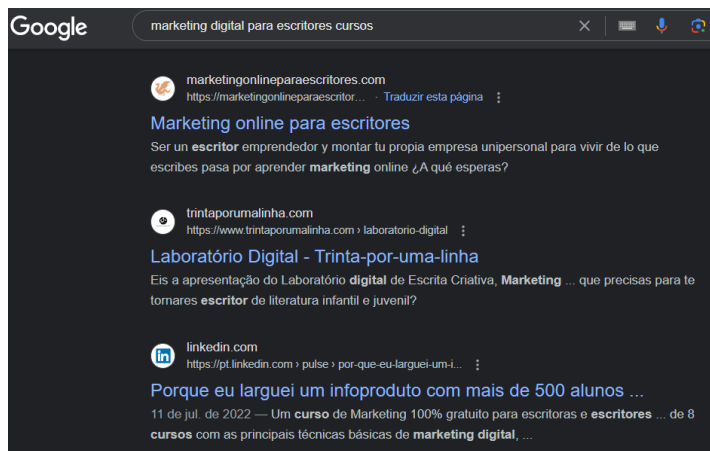 Google
marketing digital para escritores cursos
marketingonlineparaescritores.com
https://marketingonlineparaescritor... · Traduzir esta página
Marketing online para escritores
Ser un escritor emprendedor y montar tu propia empresa unipersonal para vivir de lo que
escribes pasa por aprender marketing online ¿A qué esperas?
trintaporumalinha.com
https://www.trintaporumalinha.com › laboratorio-digital
Laboratório Digital - Trinta-por-uma-linha
Eis a apresentação do Laboratório digital de Escrita Criativa, Marketing ... que precisas para te
tornares escritor de literatura infantil e juvenil?
linkedin.com
https://pt.linkedin.com › pulse › por-que-eu-larguei-um-i...
Porque eu larguei um infoproduto com mais de 500 alunos ...
11 de jul. de 2022 — Um curso de Marketing 100% gratuito para escritoras e escritores ... de 8
cursos com as principais técnicas básicas de marketing digital, ...